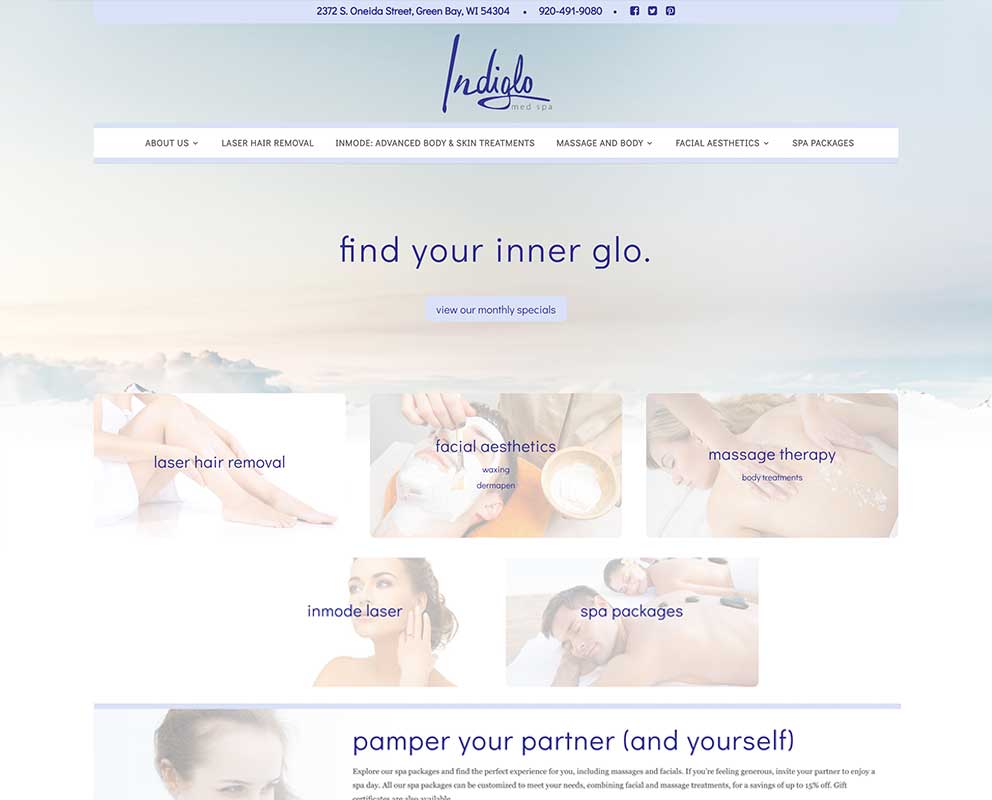 2372 S. Oneida Street, Green Bay, WI 54304 • 920-491-9080 •
Indiglo
med spa
ABOUT US LASER HAIR REMOVAL INMODE: ADVANCED BODY & SKIN TREATMENTS MASSAGE AND BODY FACIAL AESTHETICS SPA PACKAGES
find your inner glo.
view our monthly specials
laser hair removal
facial aesthetics
waxing
dermapen
massage therapy
body treatments
inmode laser
spa packages
pamper your partner (and yourself)
Explore our spa packages and find the perfect experience for you, including massages and facials. If you're feeling generous, invite your partner to enjoy a
spa day. All our spa packages can be customized to meet your needs, combining facial and massage treatments, for a savings of up to 15% off. Gift
certificates are also available.